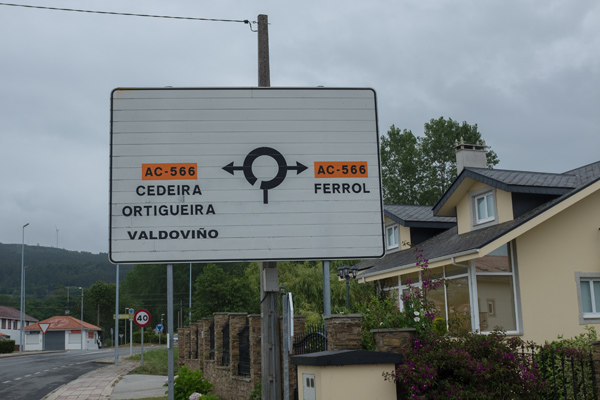 AC-566
CEDEIRA
ORTIGUEIRA
VALDOVIÑO
AC-566
FERROL
40